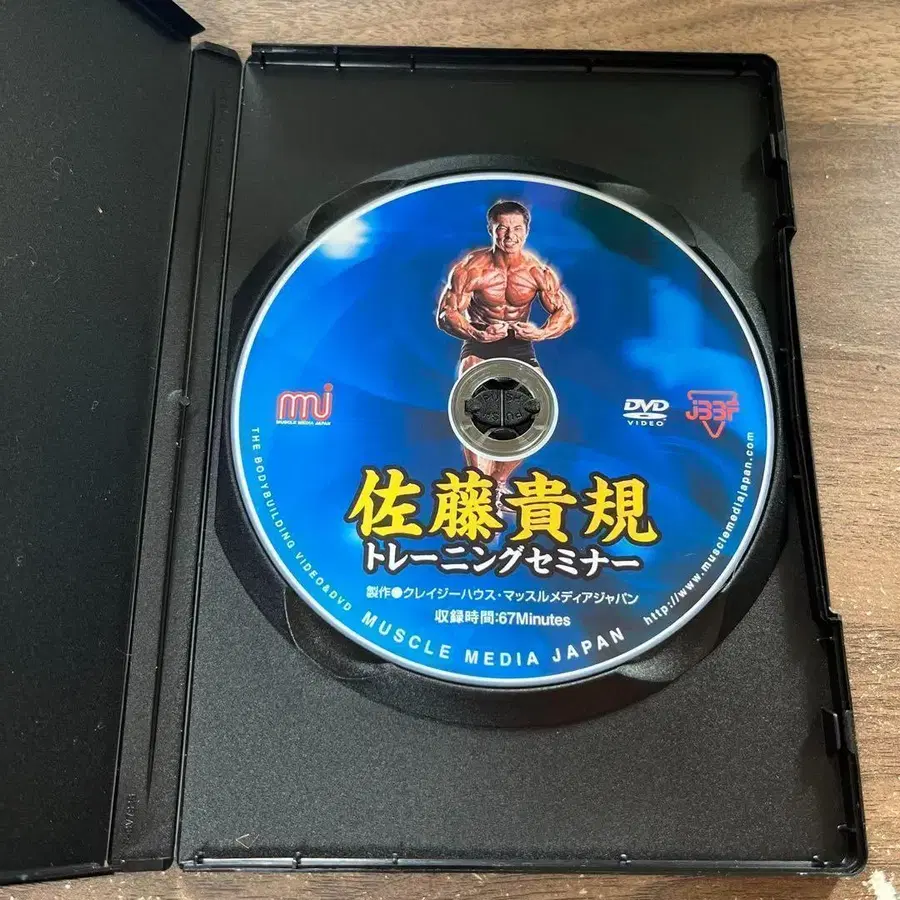 mmj
MUSCLE MEDIA JAPAN
DVD
VIDEO
JBBF
佐藤貴規
トレーニングセミナー
製作●クレイジーハウス・マッスルメディアジャパン
収録時間:67Minutes
THE BODYBUILDING VIDEO&DVD
MUSCLE MEDIA JAPAN
http://www.musclemediajapan.com